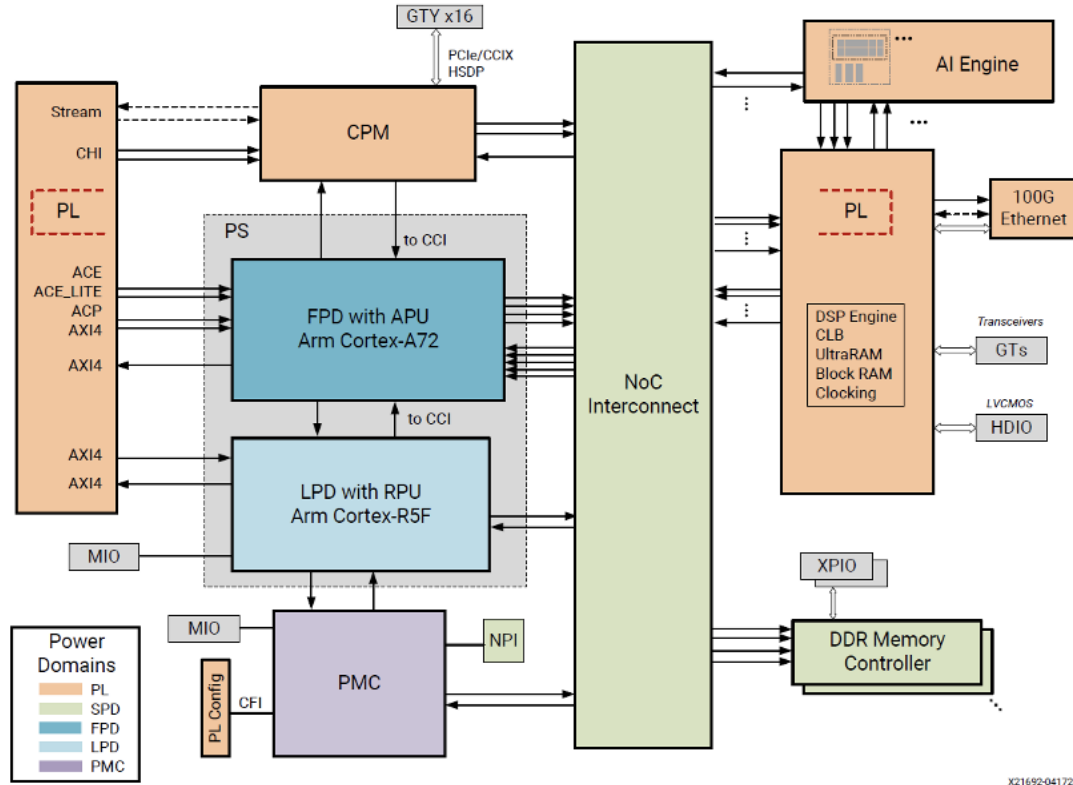 GTY x16
PCIe/CCIX
HSDP
AI Engine
...
...
Stream
CHI
PL
ACE
ACE_LITE
ACP
AXI4
AXI4
AXI4
AXI4
CPM
PS
to CCI
FPD with APU
Arm Cortex-A72
to CCI
LPD with RPU
Arm Cortex-R5F
MIO
MIO
PMC
NPI
CFI
PL Config
NoC
Interconnect
PL
DSP Engine
CLB
UltraRAM
Block RAM
Clocking
100G
Ethernet
Transceivers
GTs
LVCMOS
HDIO
XPIO
DDR Memory
Controller
Power
Domains
PL
SPD
FPD
LPD
PMC
X21692-04172